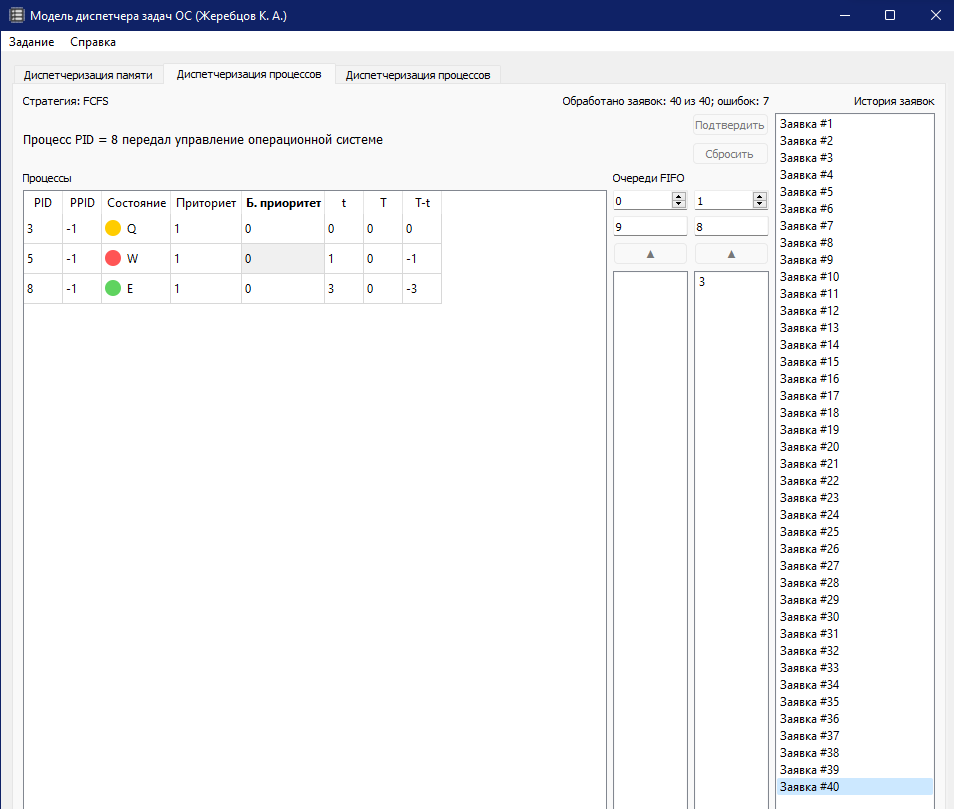 Модель диспетчера задач ОС (Жеребцов К. А.)
Задание Справка
Диспетчеризация памяти Диспетчеризация процессов Диспетчеризация процессов
Стратегия: FCFS Обработано заявок: 40 из 40; ошибок: 7 История заявок
Процесс PID = 8 передал управление операционной системе
Подтвердить
Сбросить
Процессы
PID PPID Состояние Приторитет Б. приоритет t T T-t
3 -1 Q 1 0 0 0 0
5 -1 W 1 0 1 0 -1
8 -1 E 1 0 3 0 -3
Очереди FIFO
0 1
9 8
3
Заявка #1
Заявка #2
Заявка #3
Заявка #4
Заявка #5
Заявка #6
Заявка #7
Заявка #8
Заявка #9
Заявка #10
Заявка #11
Заявка #12
Заявка #13
Заявка #14
Заявка #15
Заявка #16
Заявка #17
Заявка #18
Заявка #19
Заявка #20
Заявка #21
Заявка #22
Заявка #23
Заявка #24
Заявка #25
Заявка #26
Заявка #27
Заявка #28
Заявка #29
Заявка #30
Заявка #31
Заявка #32
Заявка #33
Заявка #34
Заявка #35
Заявка #36
Заявка #37
Заявка #38
Заявка #39
Заявка #40